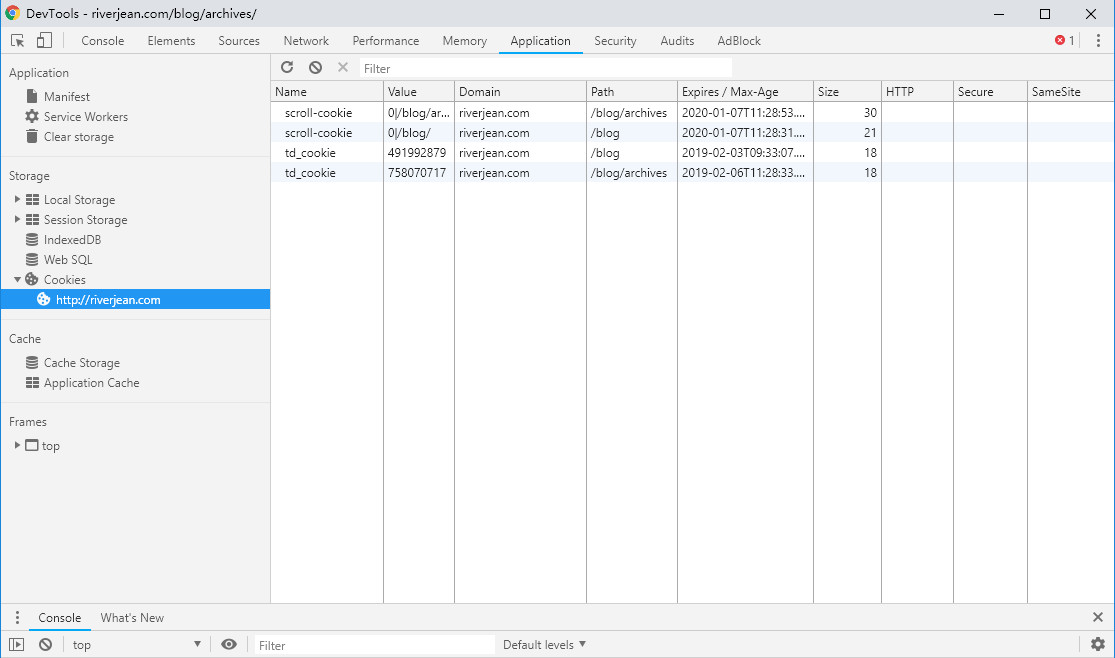 DevTools - riverjean.com/blog/archives/
Console Elements Sources Network Performance Memory Application Security Audits AdBlock 1
Application
Manifest
Service Workers
Clear storage
Storage
Local Storage
Session Storage
IndexedDB
Web SQL
Cookies
http://riverjean.com
Cache
Cache Storage
Application Cache
Frames
top
Filter
Name Value Domain Path Expires / Max-Age Size HTTP Secure SameSite
scroll-cookie 0|/blog/ar... riverjean.com /blog/archives 2020-01-07T11:28:53.... 30
scroll-cookie 0|/blog/ riverjean.com /blog 2020-01-07T11:28:31.... 21
td_cookie 491992879 riverjean.com /blog 2019-02-03T09:33:07.... 18
td_cookie 758070717 riverjean.com /blog/archives 2019-02-06T11:28:33.... 18
Console What's New
top Filter Default levels